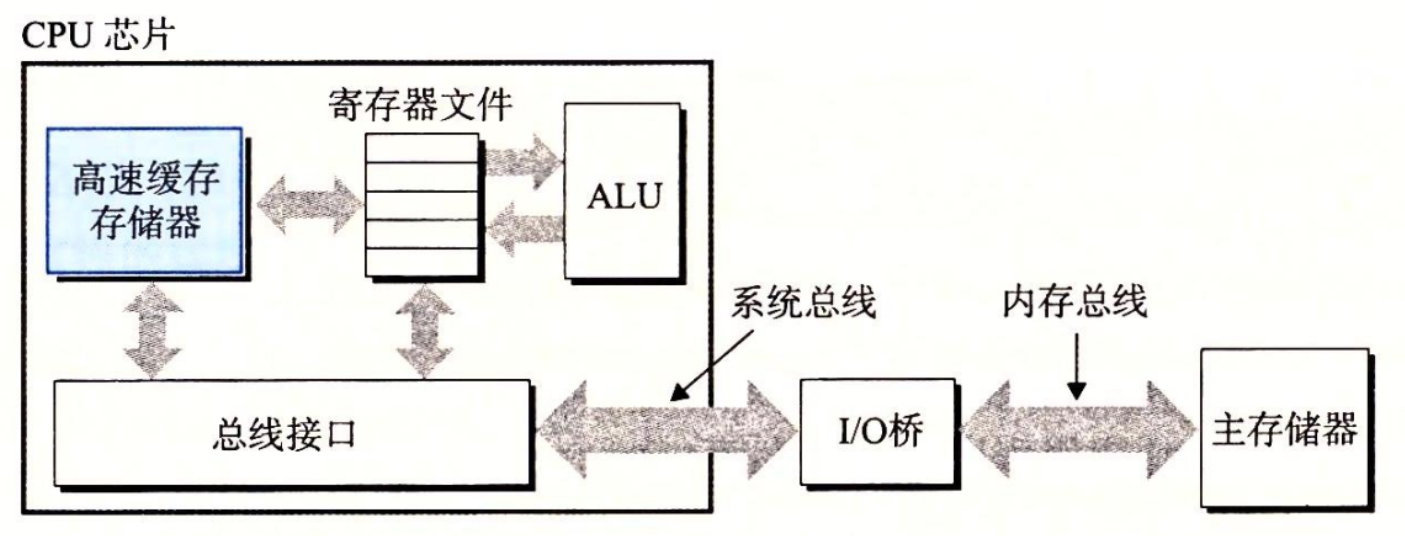 CPU 芯片
寄存器文件
高速缓存
存储器
ALU
系统总线
内存总线
总线接口
I/O桥
主存储器